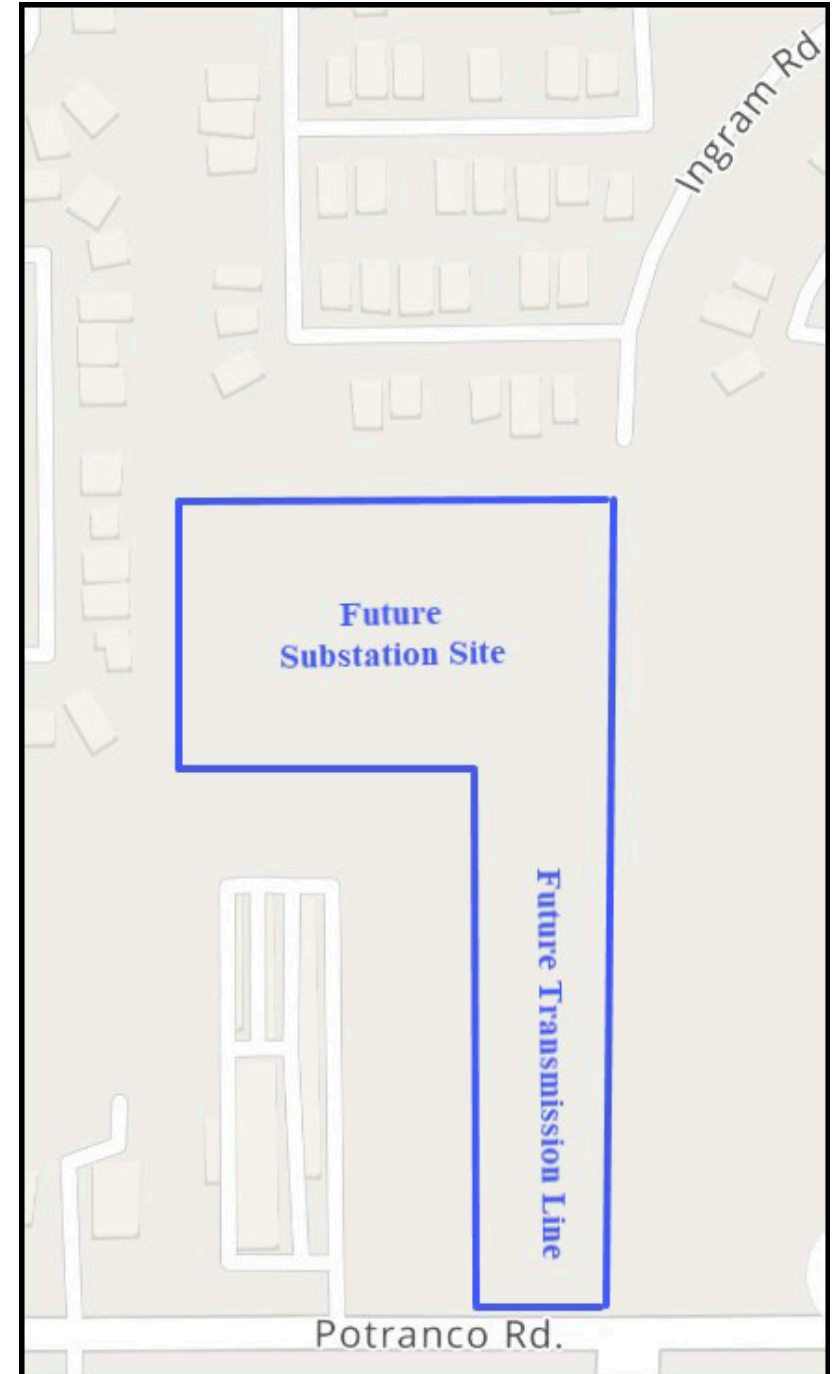 Ingram Rd
Future
Substation Site
Future Transmission Line
Potranco Rd.